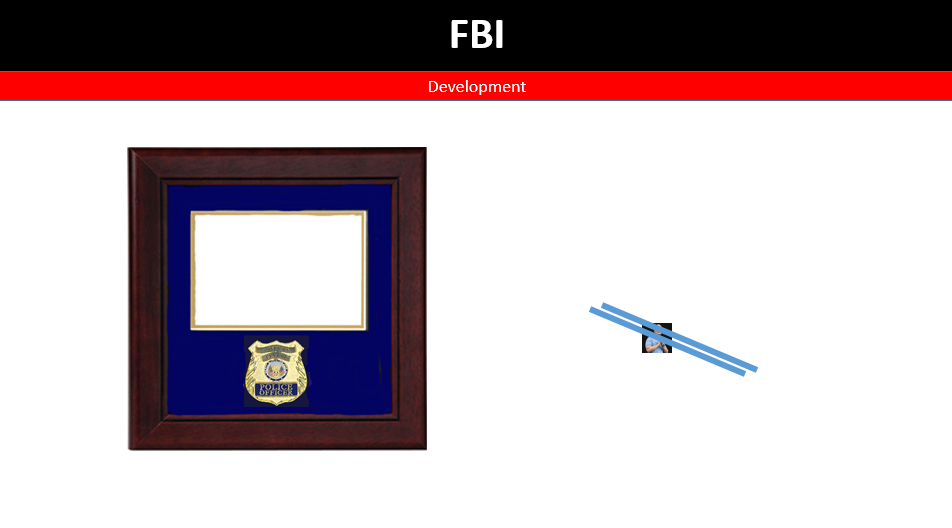 FBI
Development
POLICE
OFFICER